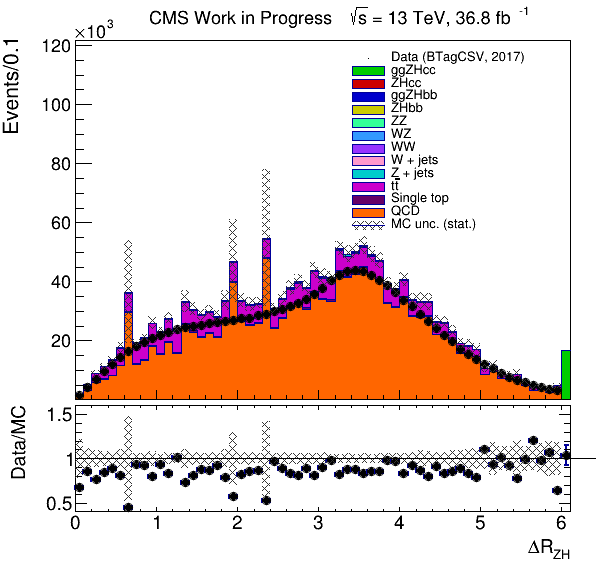 CMS Work in Progress √s = 13 TeV, 36.8 fb⁻¹
×10³
Events/0.1
120
100
80
60
40
20
Data (BTagCSV, 2017)
ggZHcc
ZHcc
ggZHbb
ZHbb
ZZ
WZ
WW
W + jets
Z + jets
tt̄
Single top
QCD
MC unc. (stat.)
Data/MC
1.5
1
0.5
0 1 2 3 4 5 6
ΔR_ZH